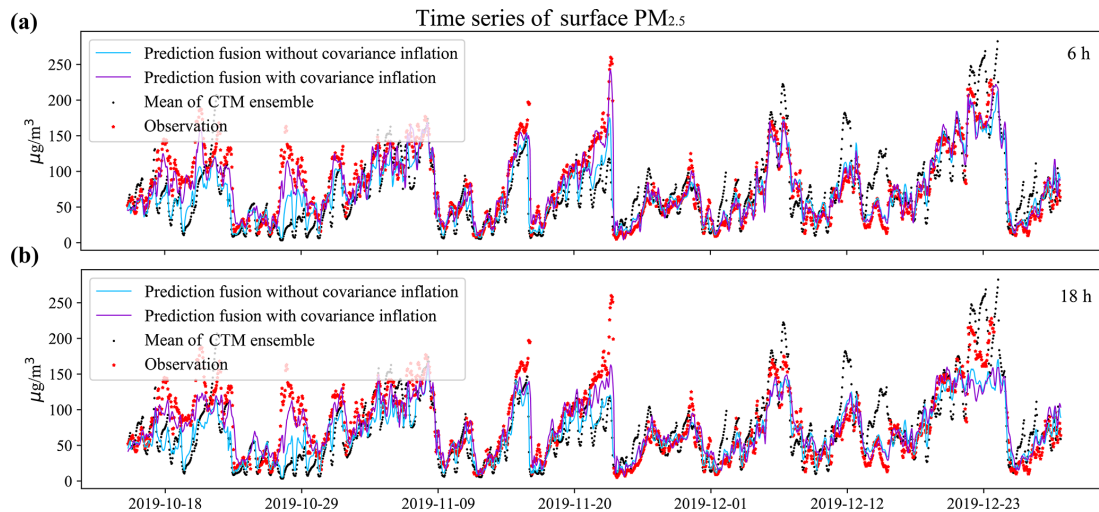 Time series of surface PM2.5
(a)
Prediction fusion without covariance inflation
Prediction fusion with covariance inflation
Mean of CTM ensemble
Observation
6 h
250
200
150
100
50
0
μg/m³
(b)
Prediction fusion without covariance inflation
Prediction fusion with covariance inflation
Mean of CTM ensemble
Observation
18 h
250
200
150
100
50
0
μg/m³
2019-10-18 2019-10-29 2019-11-09 2019-11-20 2019-12-01 2019-12-12 2019-12-23